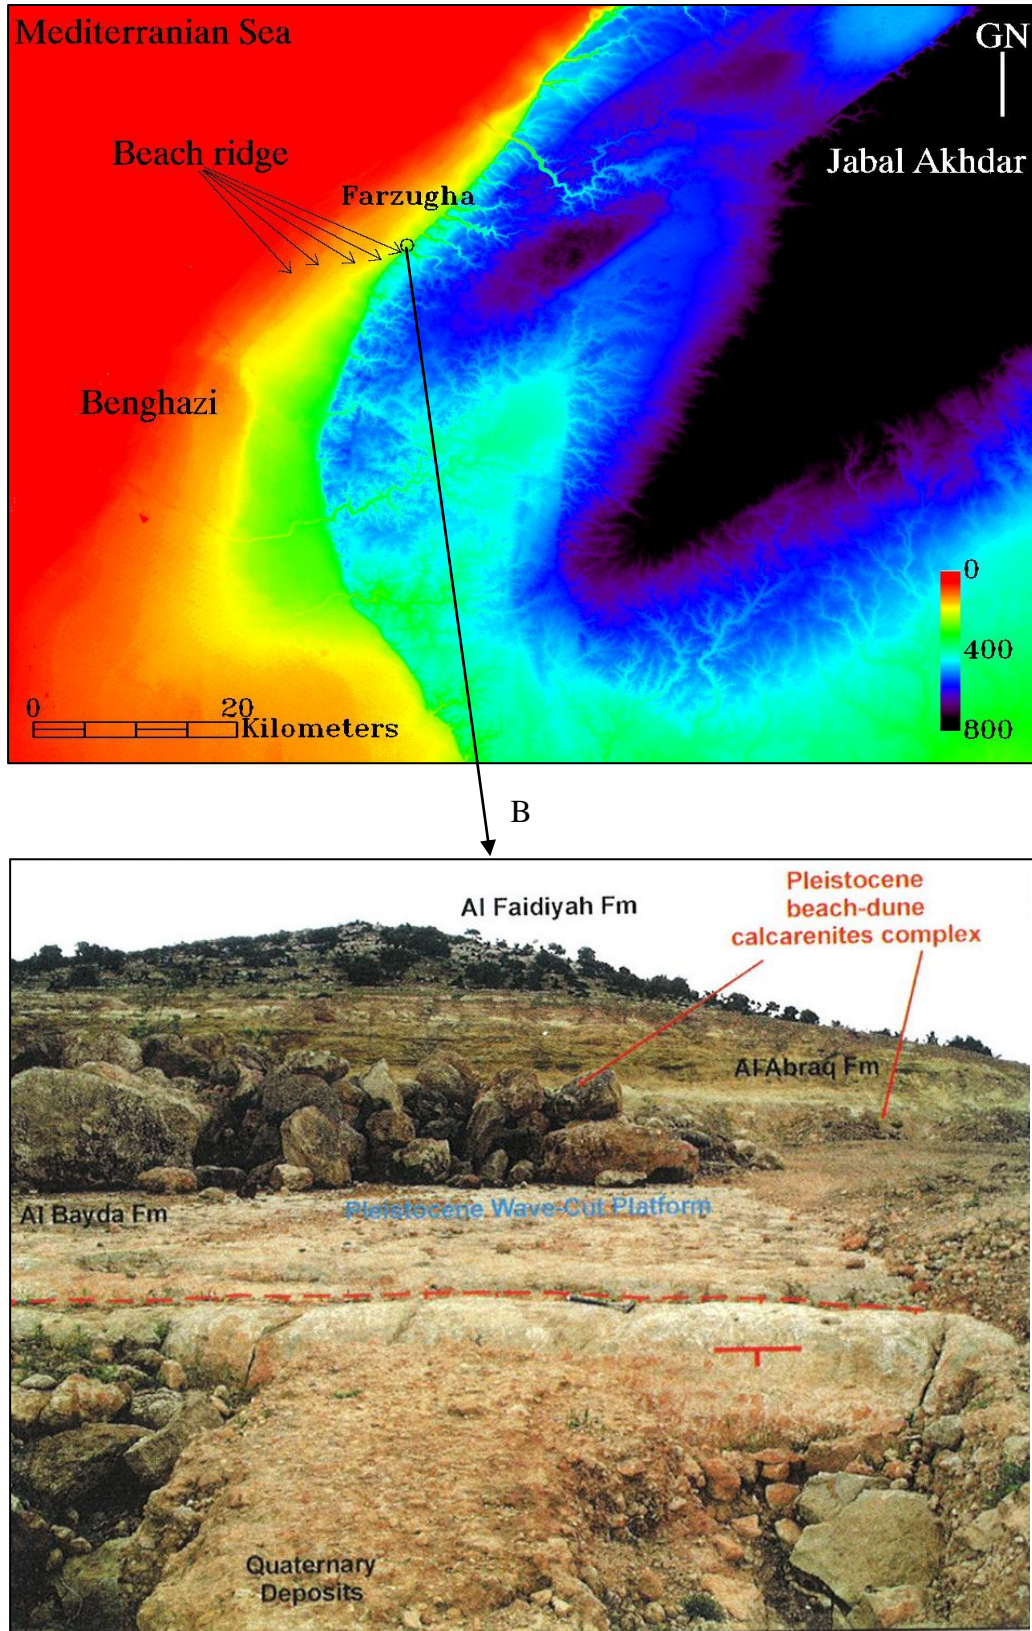 Mediterranian Sea
GN
Beach ridge
Jabal Akhdar
Farzugha
Benghazi
0
400
800
0 20
Kilometers
B
Al Faidiyah Fm
Pleistocene
beach-dune
calcarenites complex
Al Abraq Fm
Al Bayda Fm
Pleistocene Wave-Cut Platform
Quaternary
Deposits